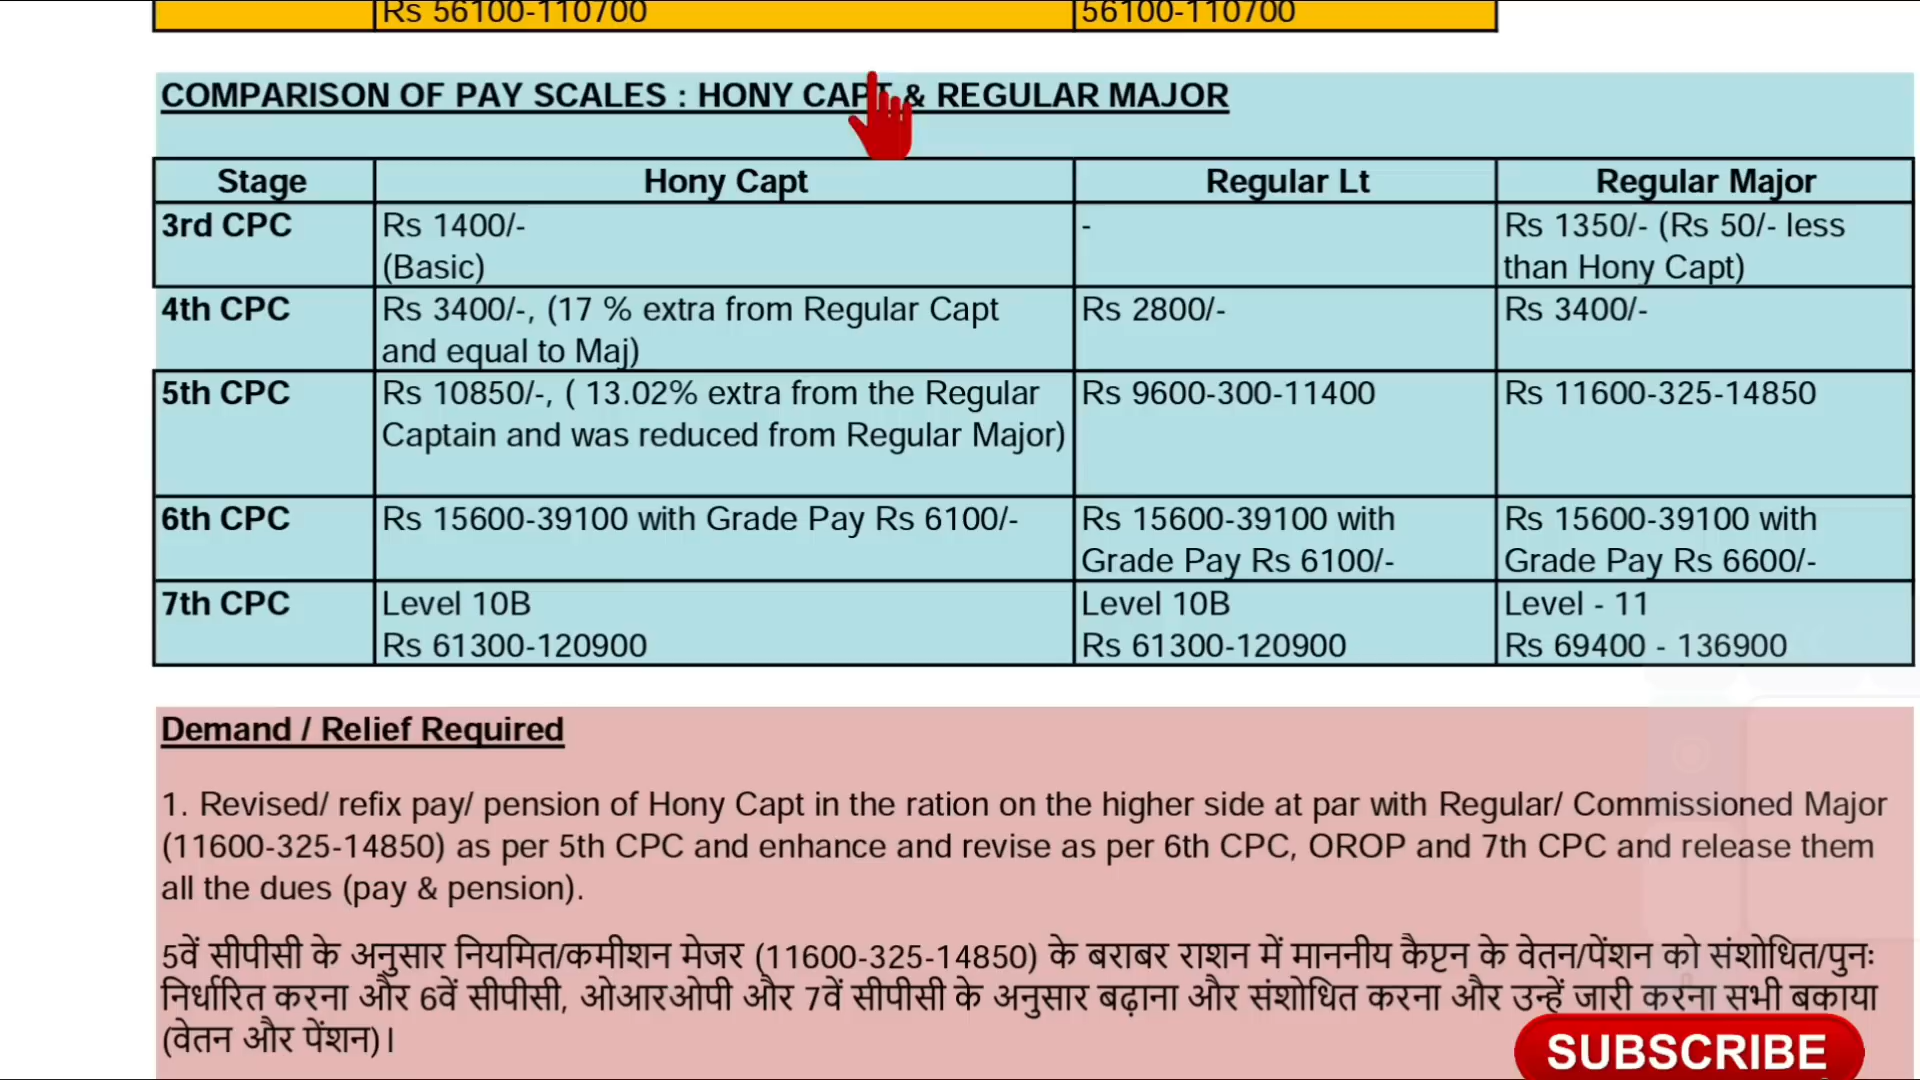 Rs 56100-110700
56100-110700
COMPARISON OF PAY SCALES : HONY CAPT & REGULAR MAJOR
Stage
Hony Capt
Regular Lt
Regular Major
3rd CPC
Rs 1400/-
(Basic)
-
Rs 1350/- (Rs 50/- less
than Hony Capt)
4th CPC
Rs 3400/-, (17 % extra from Regular Capt
and equal to Maj)
Rs 2800/-
Rs 3400/-
5th CPC
Rs 10850/-, ( 13.02% extra from the Regular
Captain and was reduced from Regular Major)
Rs 9600-300-11400
Rs 11600-325-14850
6th CPC
Rs 15600-39100 with Grade Pay Rs 6100/-
Rs 15600-39100 with
Grade Pay Rs 6100/-
Rs 15600-39100 with
Grade Pay Rs 6600/-
7th CPC
Level 10B
Rs 61300-120900
Level 10B
Rs 61300-120900
Level - 11
Rs 69400 - 136900
Demand / Relief Required
1. Revised/ refix pay/ pension of Hony Capt in the ration on the higher side at par with Regular/ Commissioned Major
(11600-325-14850) as per 5th CPC and enhance and revise as per 6th CPC, OROP and 7th CPC and release them
all the dues (pay & pension).
5वें सीपीसी के अनुसार नियमित/कमीशन मेजर (11600-325-14850) के बराबर राशन में माननीय कैप्टन के वेतन/पेंशन को संशोधित/पुनः
निर्धारित करना और 6वें सीपीसी, ओआरओपी और 7वें सीपीसी के अनुसार बढ़ाना और संशोधित करना और उन्हें जारी करना सभी बकाया
(वेतन और पेंशन)।
SUBSCRIBE